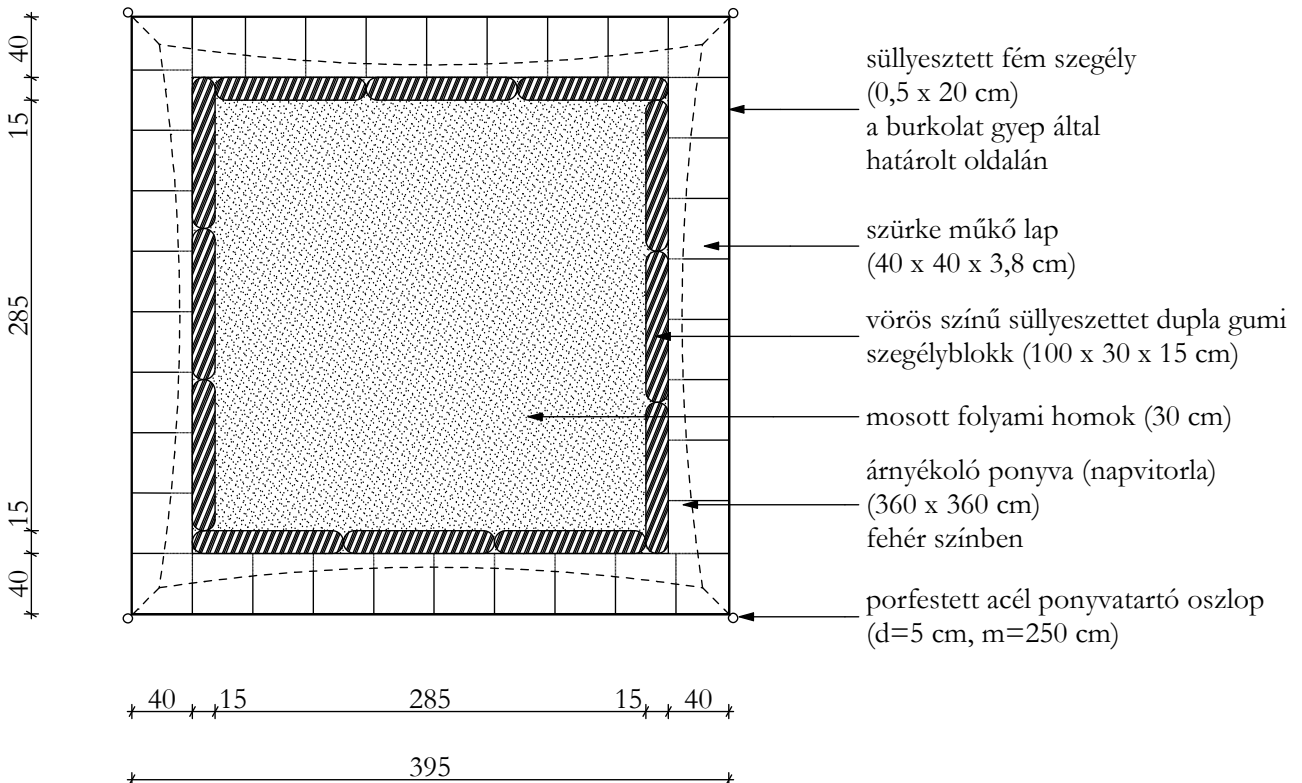 40
15
285
15
40
süllyesztett fém szegély
(0,5 x 20 cm)
a burkolat gyep által
határolt oldalán
szürke műkő lap
(40 x 40 x 3,8 cm)
vörös színű süllyeszettet dupla gumi
szegélyblokk (100 x 30 x 15 cm)
mosott folyami homok (30 cm)
árnyékoló ponyva (napvitorla)
(360 x 360 cm)
fehér színben
porfestett acél ponyvatartó oszlop
(d=5 cm, m=250 cm)
40 15 285 15 40
395